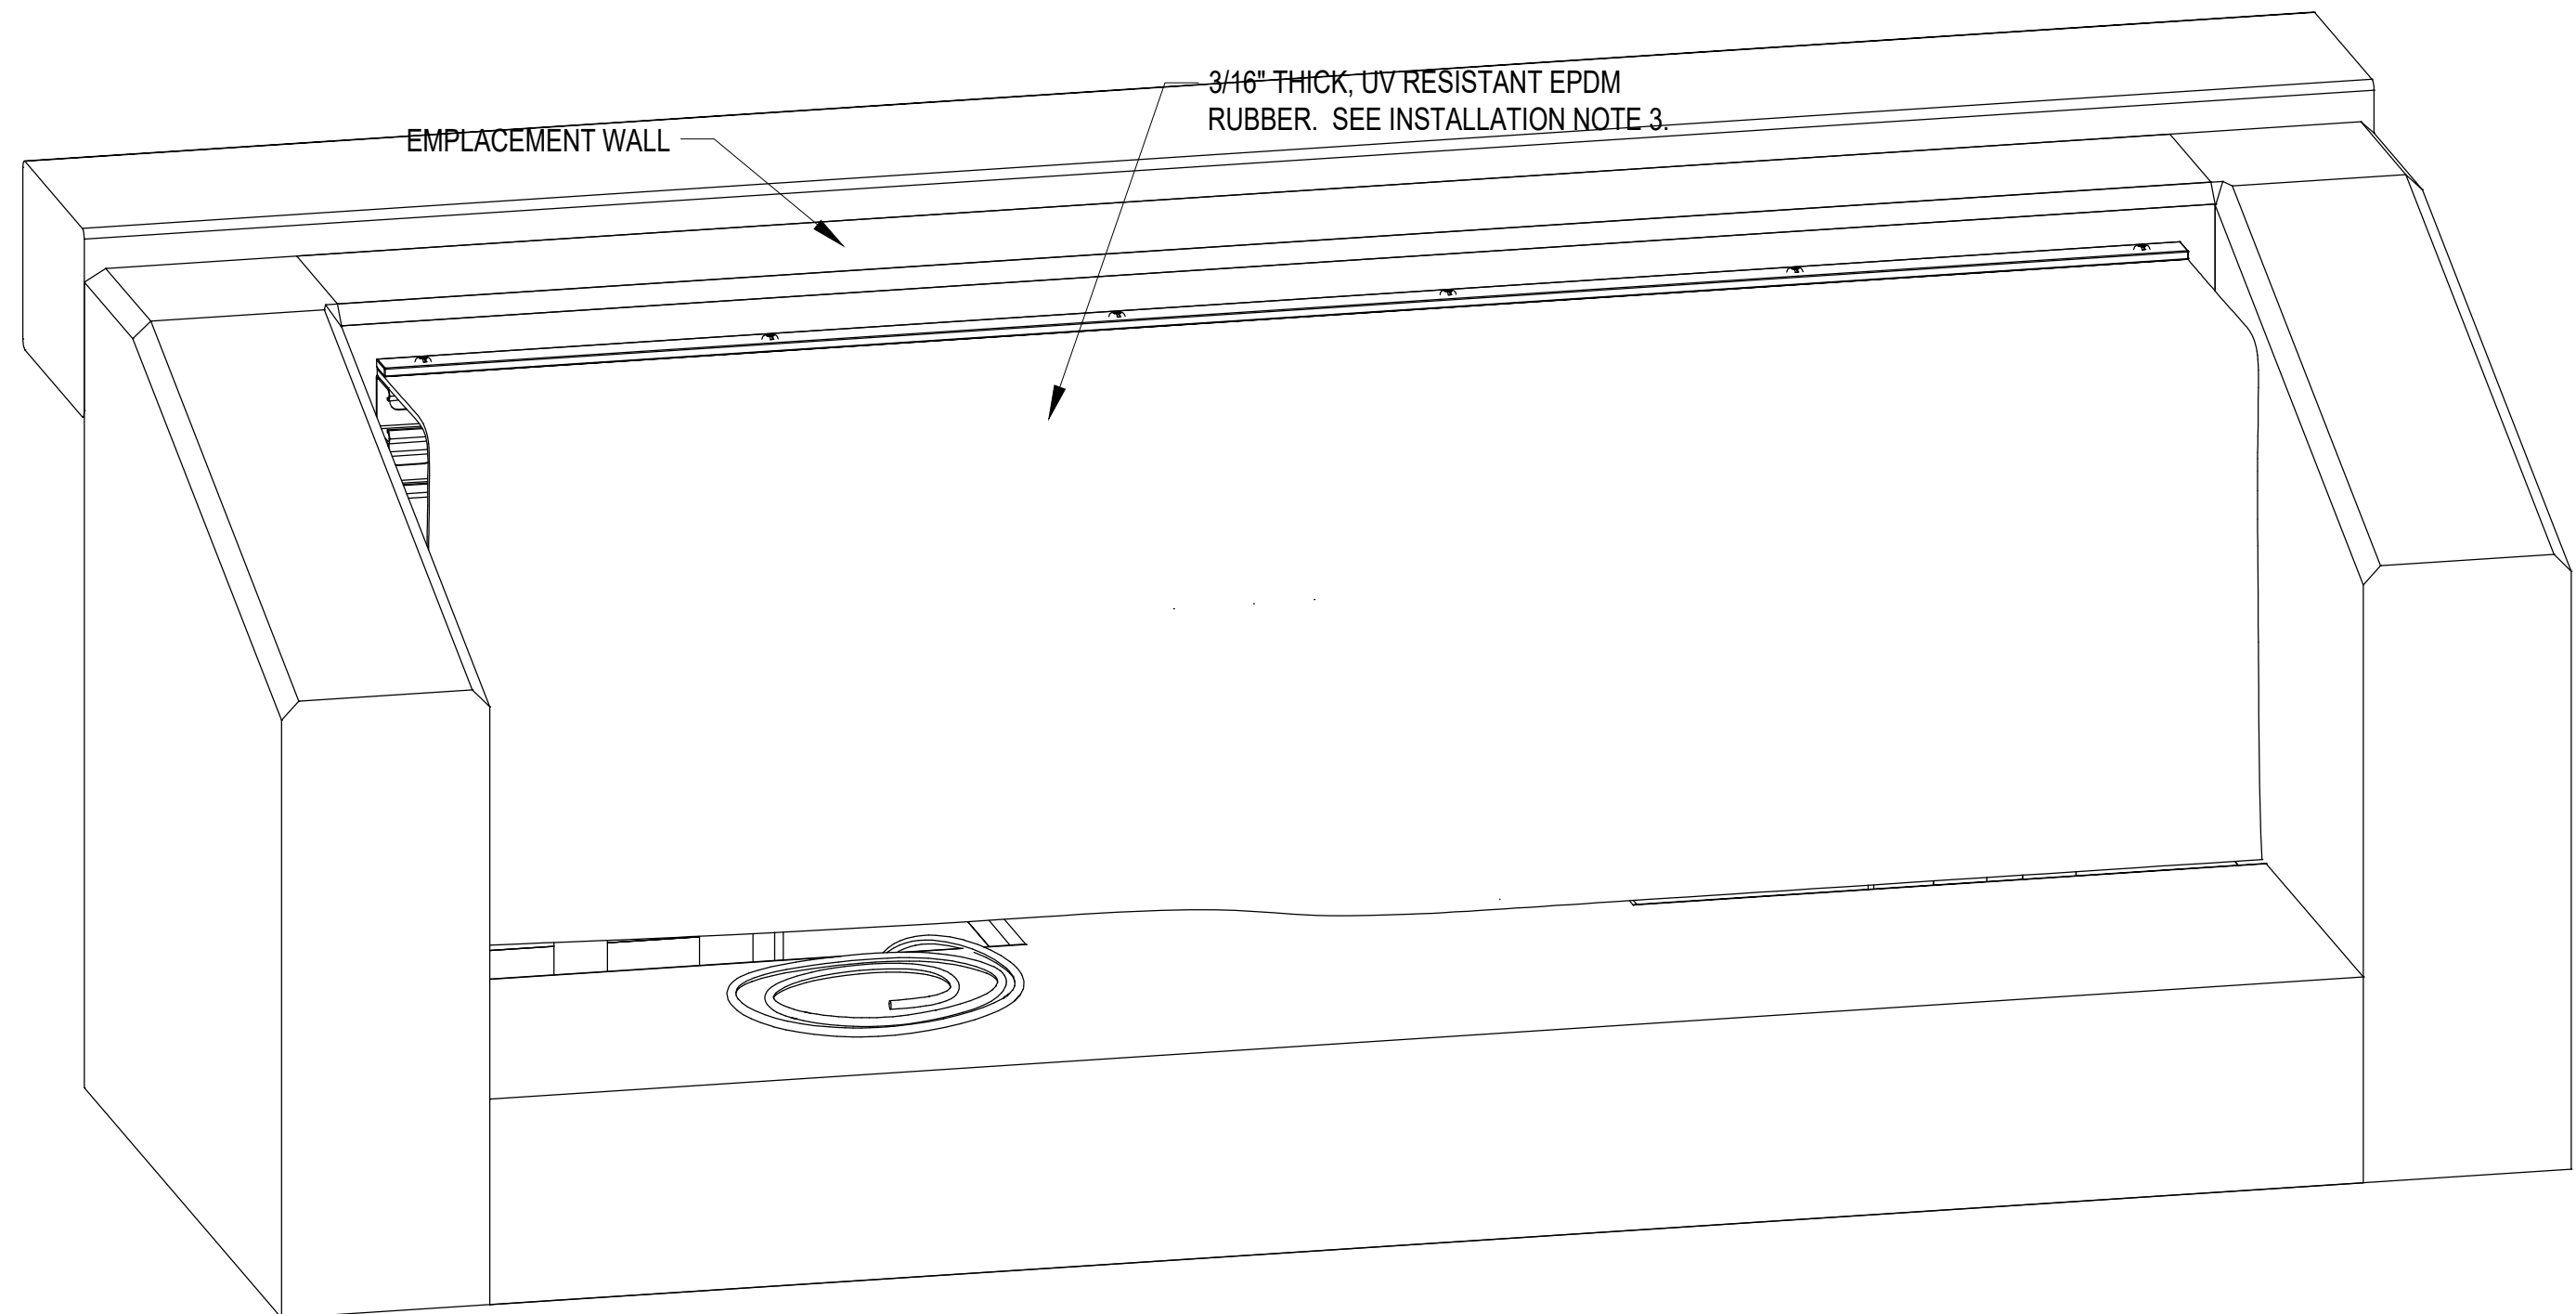 3/16" THICK, UV RESISTANT EPDM
RUBBER. SEE INSTALLATION NOTE 3.
EMPLACEMENT WALL